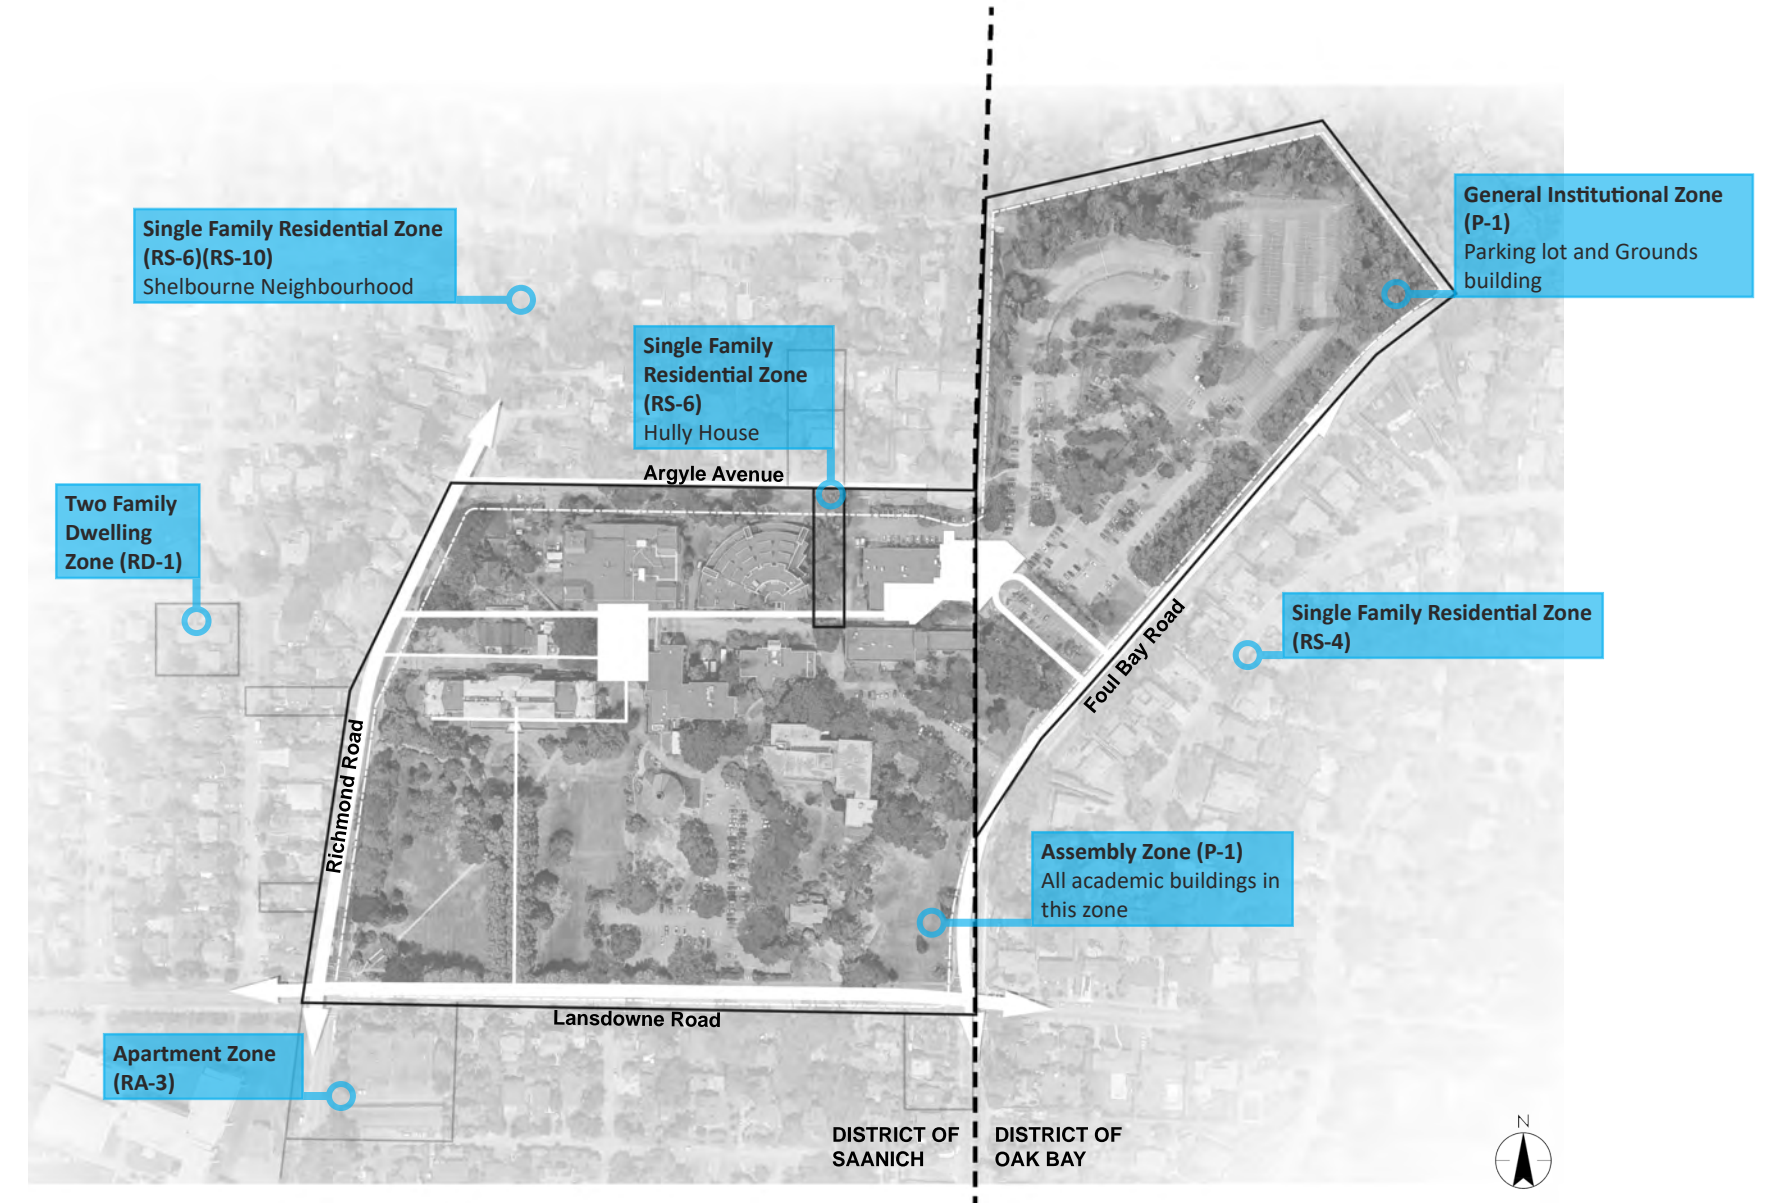 Single Family Residential Zone
(RS-6)(RS-10)
Shelbourne Neighbourhood
General Institutional Zone
(P-1)
Parking lot and Grounds
building
Single Family
Residential Zone
(RS-6)
Hully House
Argyle Avenue
Two Family
Dwelling
Zone (RD-1)
Single Family Residential Zone
(RS-4)
Foul Bay Road
Richmond Road
Assembly Zone (P-1)
All academic buildings in
this zone
Lansdowne Road
Apartment Zone
(RA-3)
DISTRICT OF
SAANICH
DISTRICT OF
OAK BAY
N